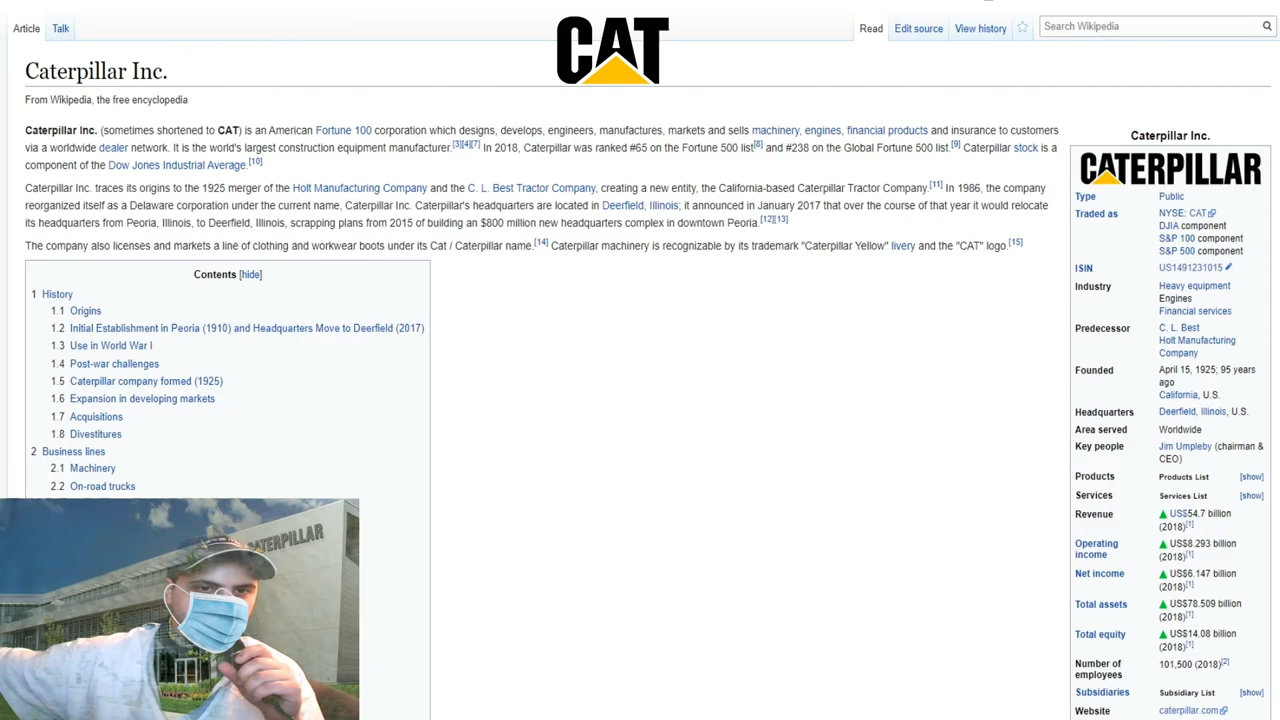 Article
Talk
CAT
Read
Edit source
View history
Search Wikipedia
Caterpillar Inc.
From Wikipedia, the free encyclopedia
Caterpillar Inc. (sometimes shortened to CAT) is an American Fortune 100 corporation which designs, develops, engineers, manufactures, markets and sells machinery, engines, financial products and insurance to customers
via a worldwide dealer network. It is the world's largest construction equipment manufacturer.[3][4][7] In 2018, Caterpillar was ranked #65 on the Fortune 500 list[8] and #238 on the Global Fortune 500 list.[9] Caterpillar stock is a
component of the Dow Jones Industrial Average.[10]
Caterpillar Inc. traces its origins to the 1925 merger of the Holt Manufacturing Company and the C. L. Best Tractor Company, creating a new entity, the California-based Caterpillar Tractor Company.[11] In 1986, the company
reorganized itself as a Delaware corporation under the current name, Caterpillar Inc. Caterpillar's headquarters are located in Deerfield, Illinois; it announced in January 2017 that over the course of that year it would relocate
its headquarters from Peoria, Illinois, to Deerfield, Illinois, scrapping plans from 2015 of building an $800 million new headquarters complex in downtown Peoria.[12][13]
The company also licenses and markets a line of clothing and workwear boots under its Cat / Caterpillar name.[14] Caterpillar machinery is recognizable by its trademark "Caterpillar Yellow" livery and the "CAT" logo.[15]
Contents [hide]
1 History
1.1 Origins
1.2 Initial Establishment in Peoria (1910) and Headquarters Move to Deerfield (2017)
1.3 Use in World War I
1.4 Post-war challenges
1.5 Caterpillar company formed (1925)
1.6 Expansion in developing markets
1.7 Acquisitions
1.8 Divestitures
2 Business lines
2.1 Machinery
2.2 On-road trucks
CATERPILLAR
Caterpillar Inc.
CATERPILLAR
Type Public
Traded as NYSE: CAT
DJIA component
S&P 100 component
S&P 500 component
ISIN US1491231015
Industry Heavy equipment
Engines
Financial services
Predecessor C. L. Best
Holt Manufacturing
Company
Founded April 15, 1925; 95 years
ago
California, U.S.
Headquarters Deerfield, Illinois, U.S.
Area served Worldwide
Key people Jim Umpleby (chairman &
CEO)
Products Products List [show]
Services Services List [show]
Revenue ▲ US$54.7 billion
(2018)[1]
Operating income ▲ US$8.293 billion
(2018)[1]
Net income ▲ US$6.147 billion
(2018)[1]
Total assets ▲ US$78.509 billion
(2018)[1]
Total equity ▲ US$14.08 billion
(2018)[1]
Number of employees 101,500 (2018)[2]
Subsidiaries Subsidiary List [show]
Website caterpillar.com